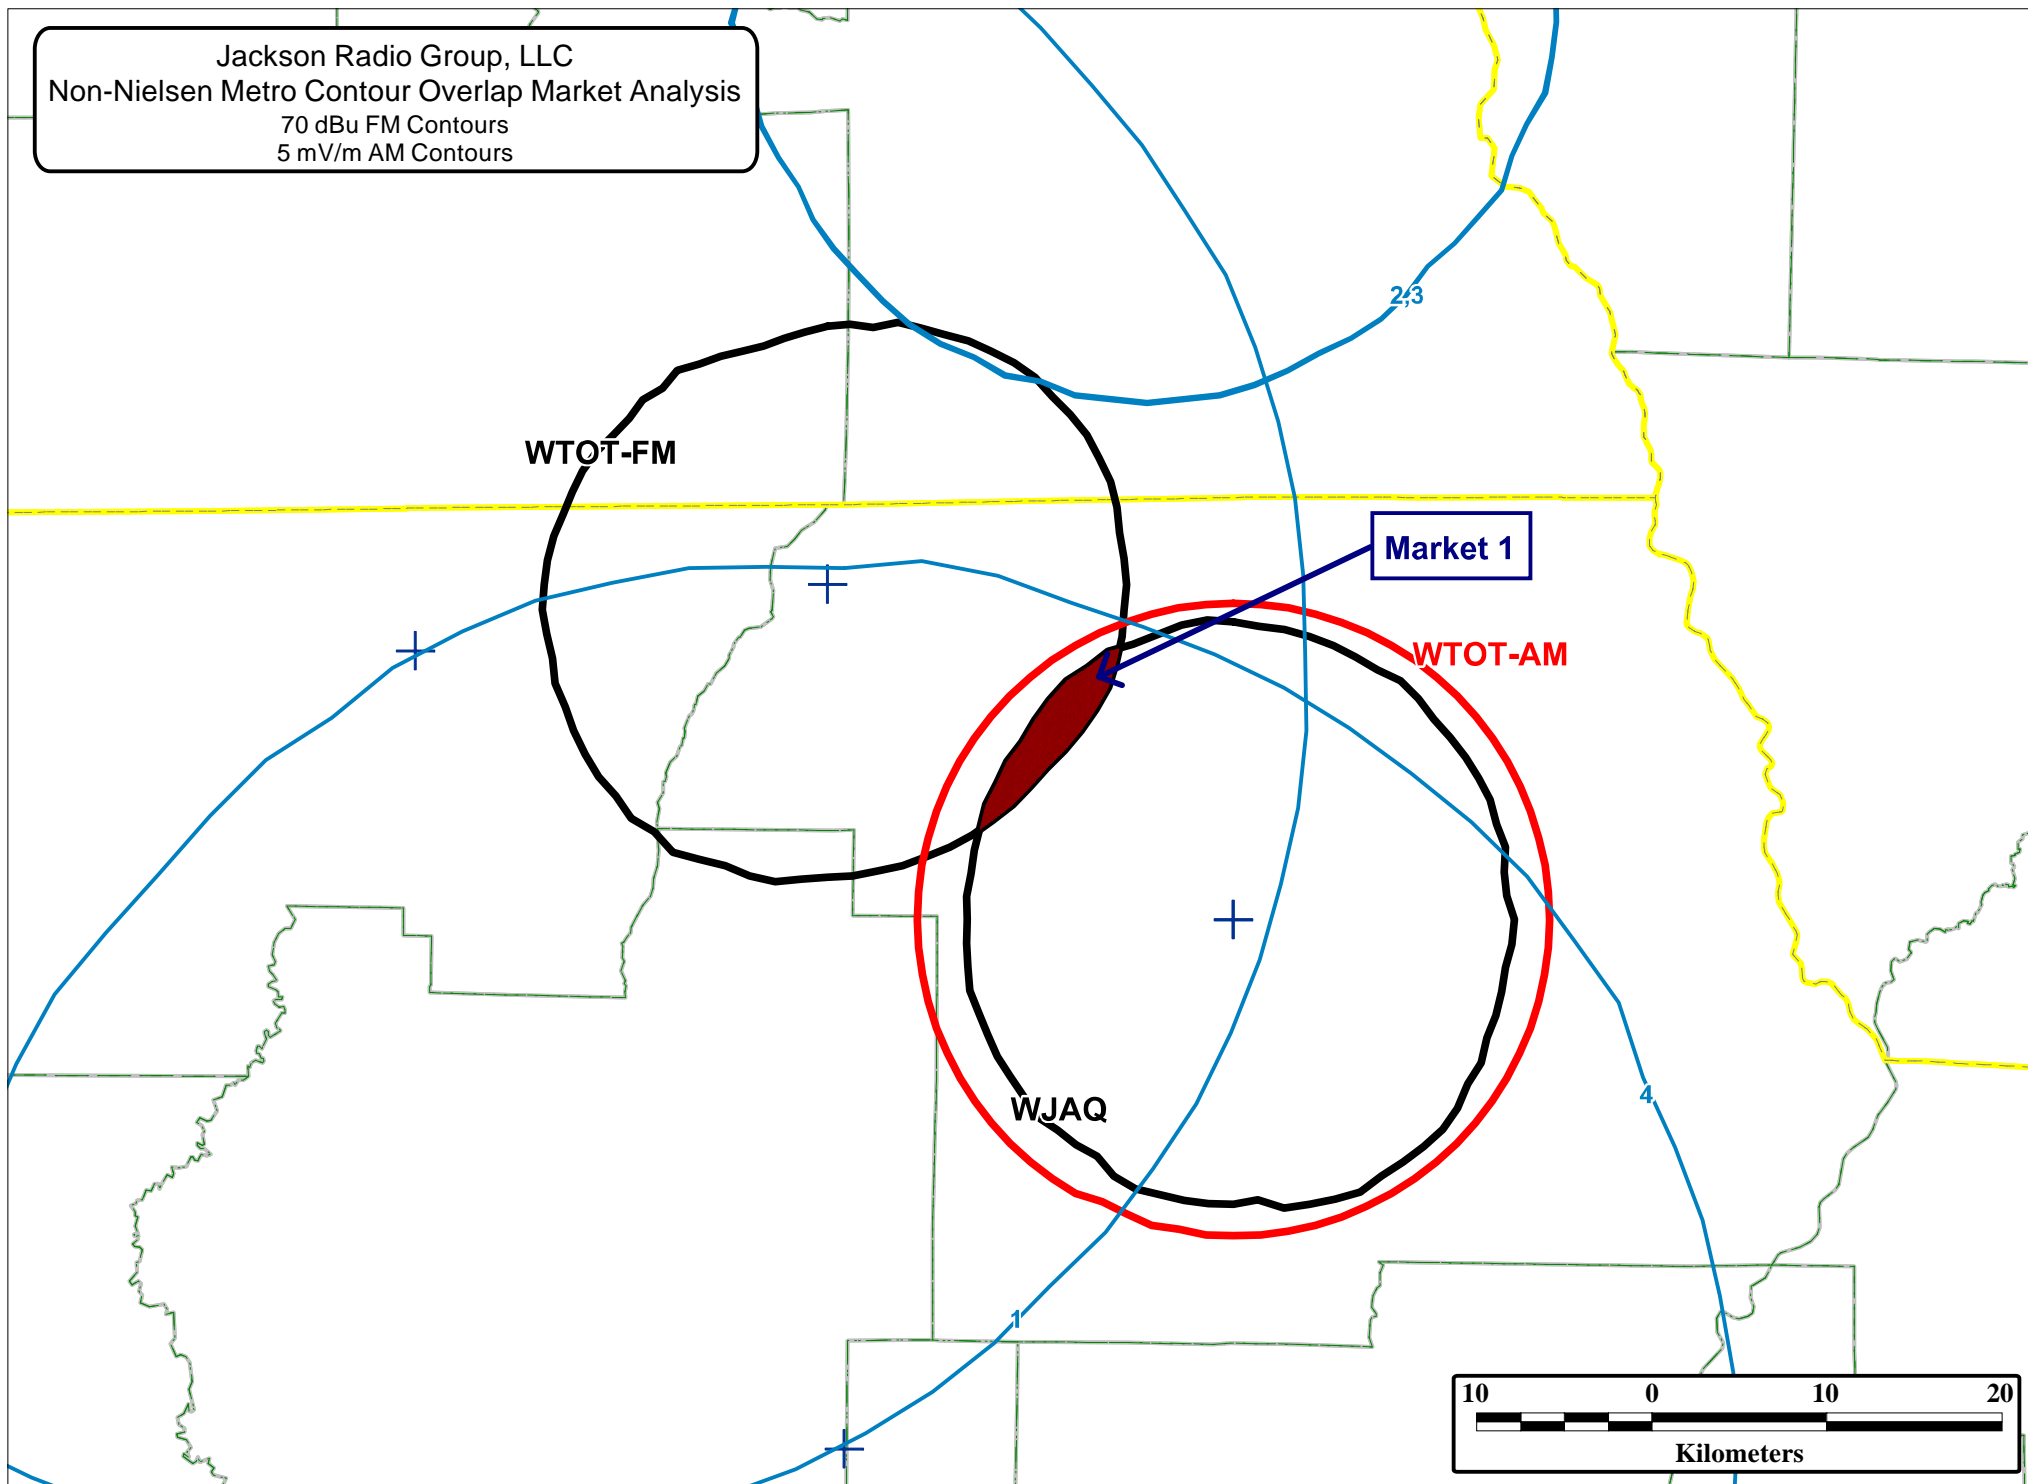 Jackson Radio Group, LLC
Non-Nielsen Metro Contour Overlap Market Analysis
70 dBu FM Contours
5 mV/m AM Contours
2,3
WTOT-FM
Market 1
WTOT-AM
4
WJAQ
1
10 0 10 20
Kilometers